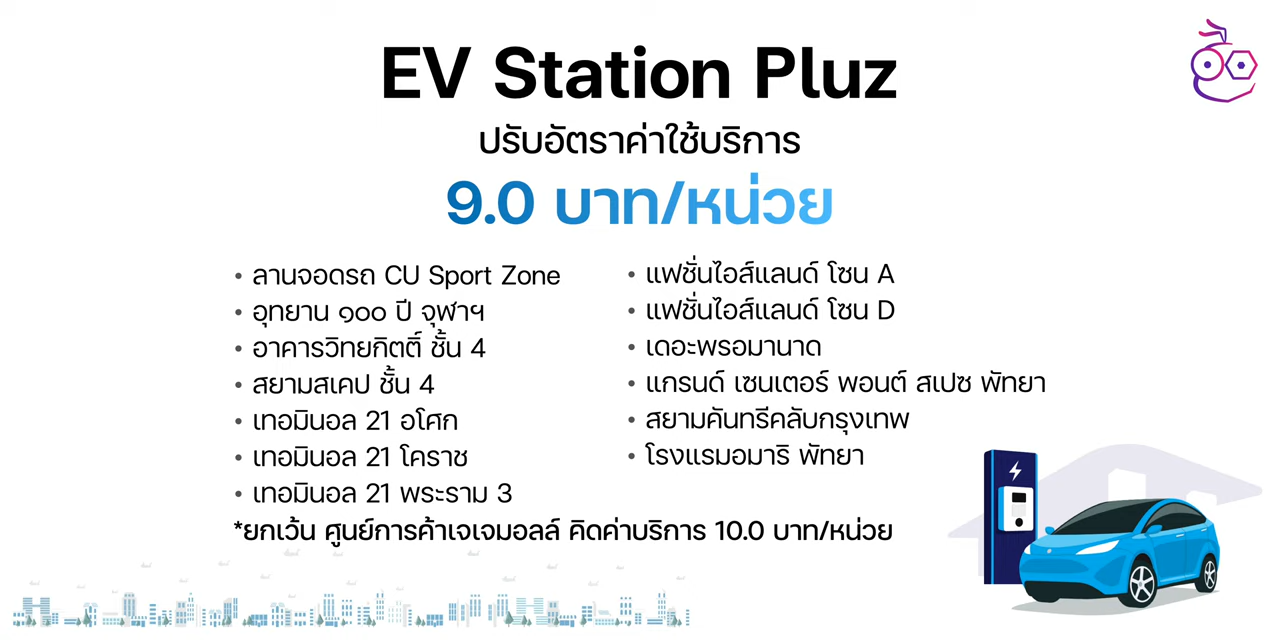 EV Station Pluz
ปรับอัตราค่าใช้บริการ
9.0 บาท/หน่วย
• ลานจอดรถ CU Sport Zone
• อุทยาน ๑๐๐ ปี จุฬาฯ
• อาคารวิทยกิตติ์ ชั้น 4
• สยามสเคป ชั้น 4
• เทอมินอล 21 อโศก
• เทอมินอล 21 โคราช
• เทอมินอล 21 พระราม 3
• แฟชั่นไอส์แลนด์ โซน A
• แฟชั่นไอส์แลนด์ โซน D
• เดอะพรอมานาด
• แกรนด์ เซนเตอร์ พอนต์ สเปซ พัทยา
• สยามคันทรีคลับกรุงเทพ
• โรงแรมอมาริ พัทยา
*ยกเว้น ศูนย์การค้าเจเจมอลล์ คิดค่าบริการ 10.0 บาท/หน่วย